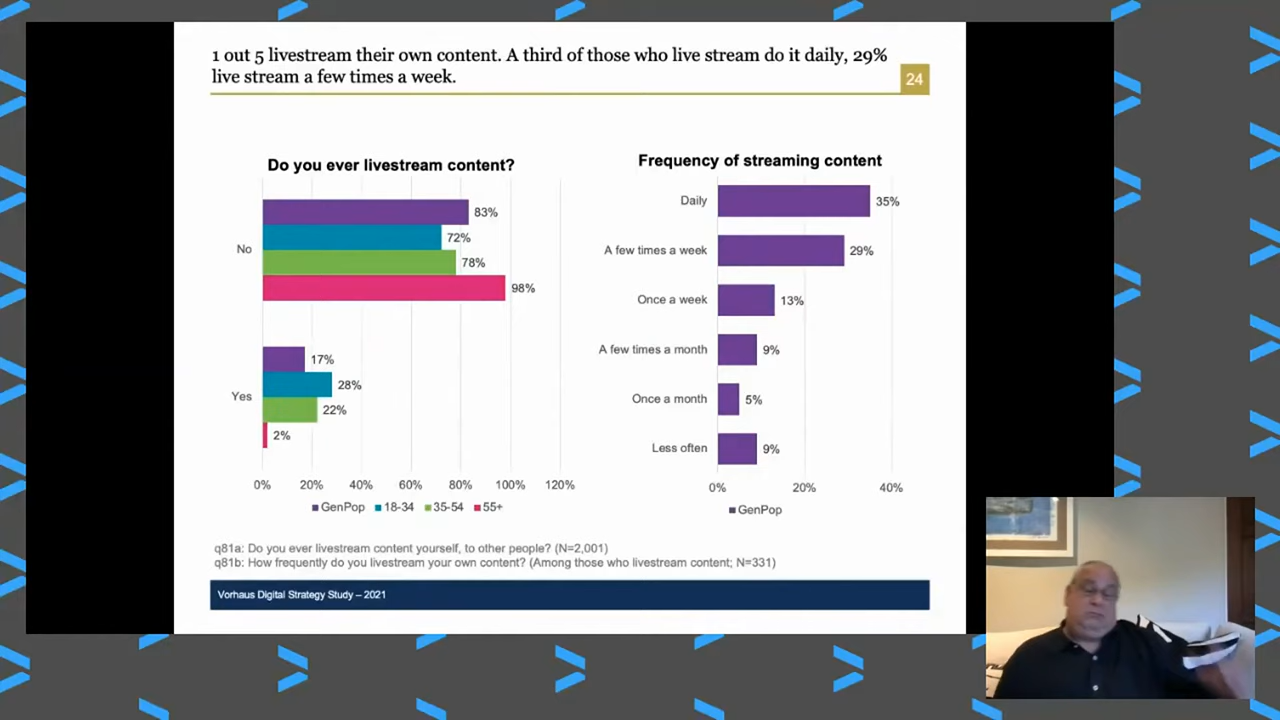 1 out 5 livestream their own content. A third of those who live stream do it daily, 29%
live stream a few times a week.
24
Do you ever livestream content?
No
83%
72%
78%
98%
Yes
17%
28%
22%
2%
0% 20% 40% 60% 80% 100% 120%
GenPop 18-34 35-54 55+
Frequency of streaming content
Daily 35%
A few times a week 29%
Once a week 13%
A few times a month 9%
Once a month 5%
Less often 9%
0% 20% 40%
GenPop
q81a: Do you ever livestream content yourself, to other people? (N=2,001)
q81b: How frequently do you livestream your own content? (Among those who livestream content; N=331)
Vorhaus Digital Strategy Study – 2021